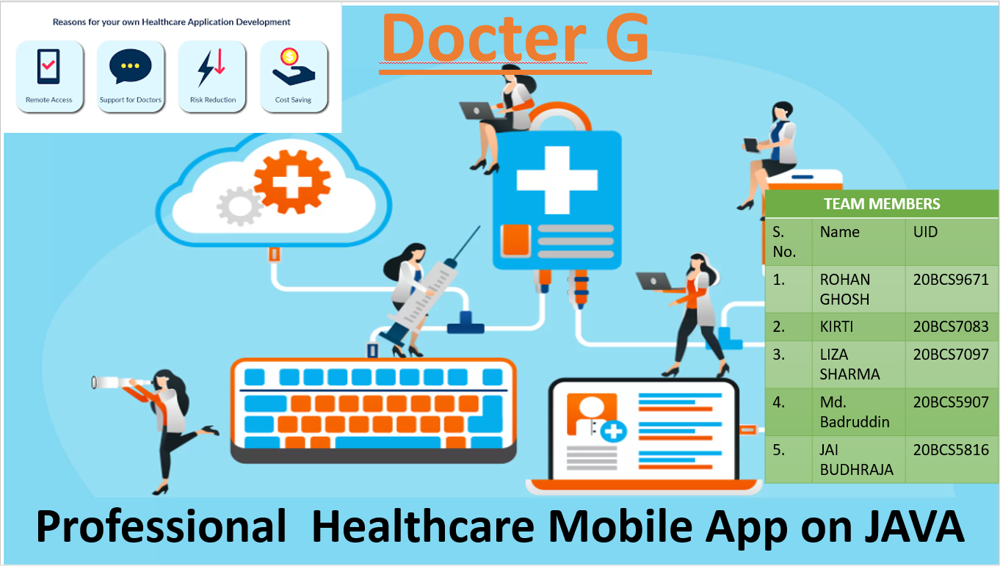 Reasons for your own Healthcare Application Development
Remote Access
Support for Doctors
Risk Reduction
Cost Saving
Docter G
TEAM MEMBERS
S. No. Name UID
1. ROHAN GHOSH 20BCS9671
2. KIRTI 20BCS7083
3. LIZA SHARMA 20BCS7097
4. Md. Badruddin 20BCS5907
5. JAI BUDHRAJA 20BCS5816
Professional Healthcare Mobile App on JAVA